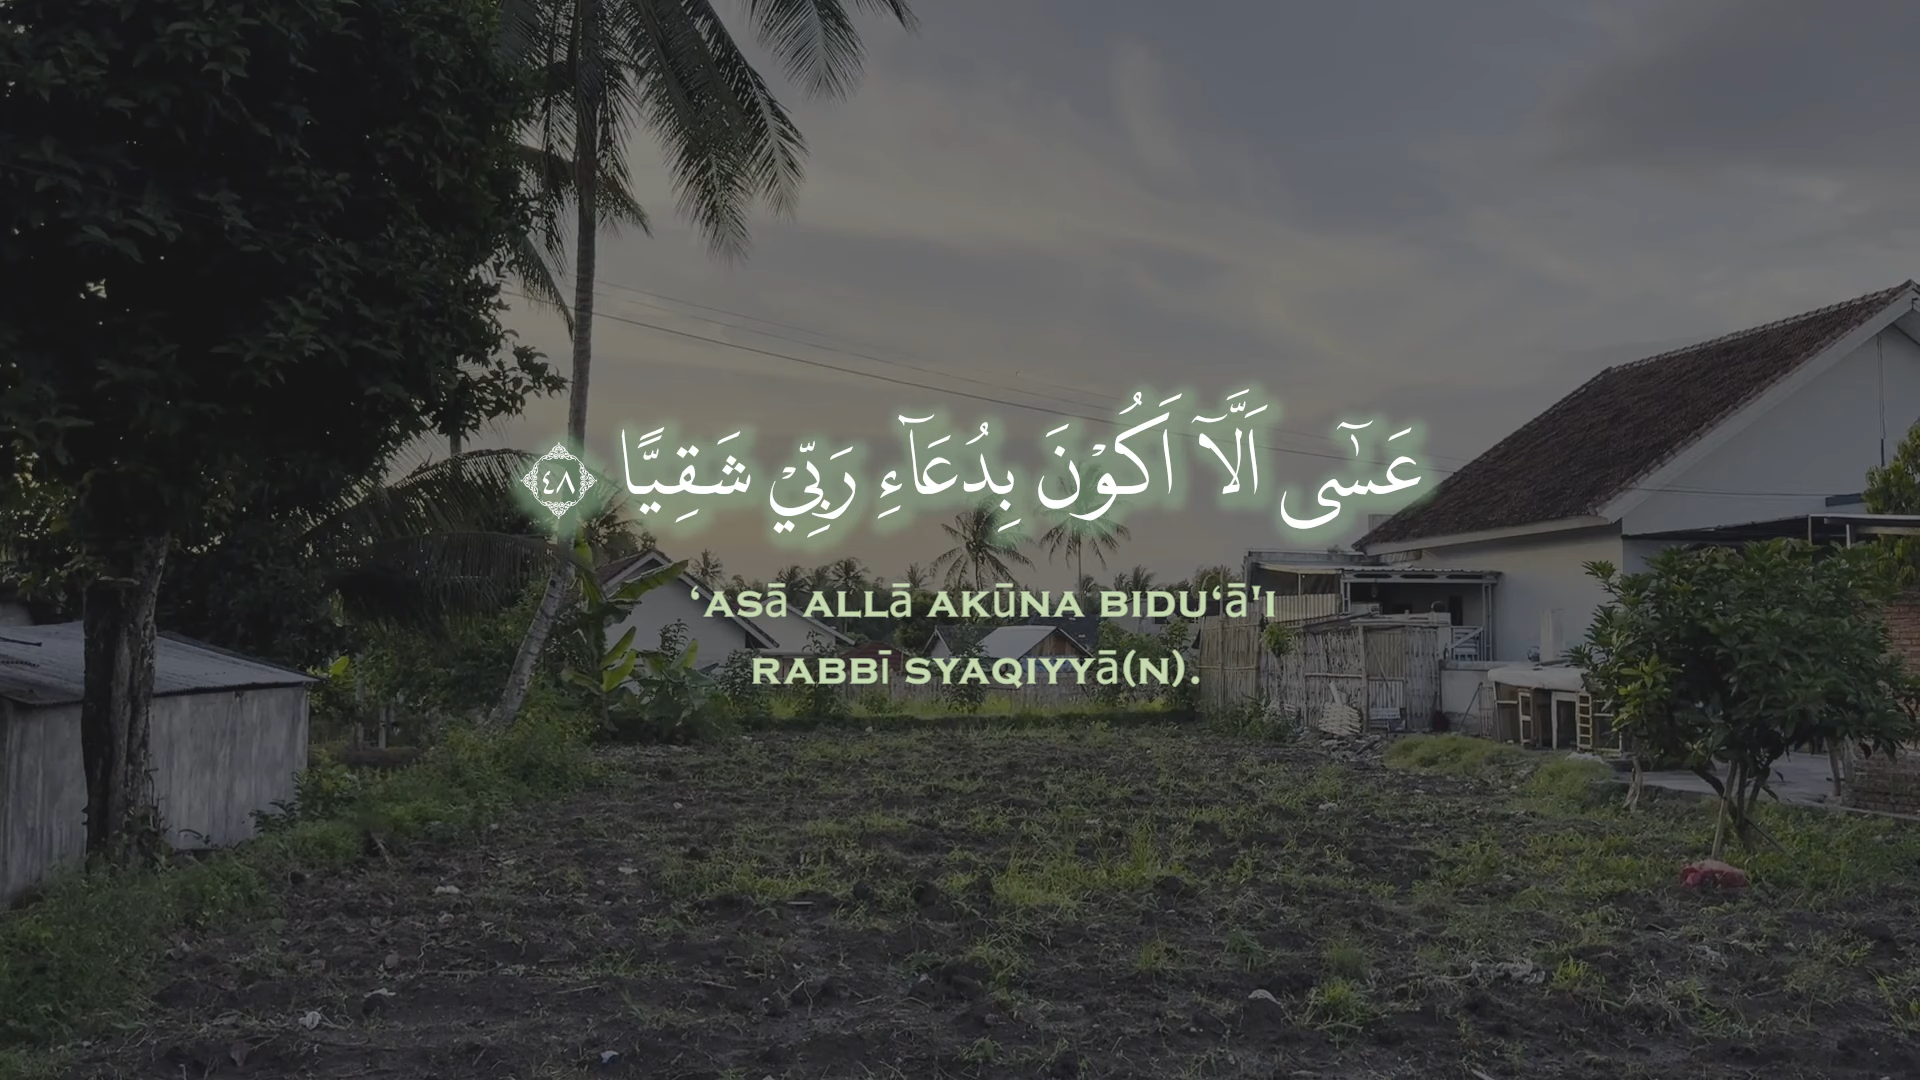 عَسٰٓى اَلَّآ اَكُوْنَ بِدُعَاۤءِ رَبِّيْ شَقِيًّا ٤٨
‘ASĀ ALLĀ AKŪNA BIDU‘Ā'I
RABBĪ SYAQIYYĀ(N).